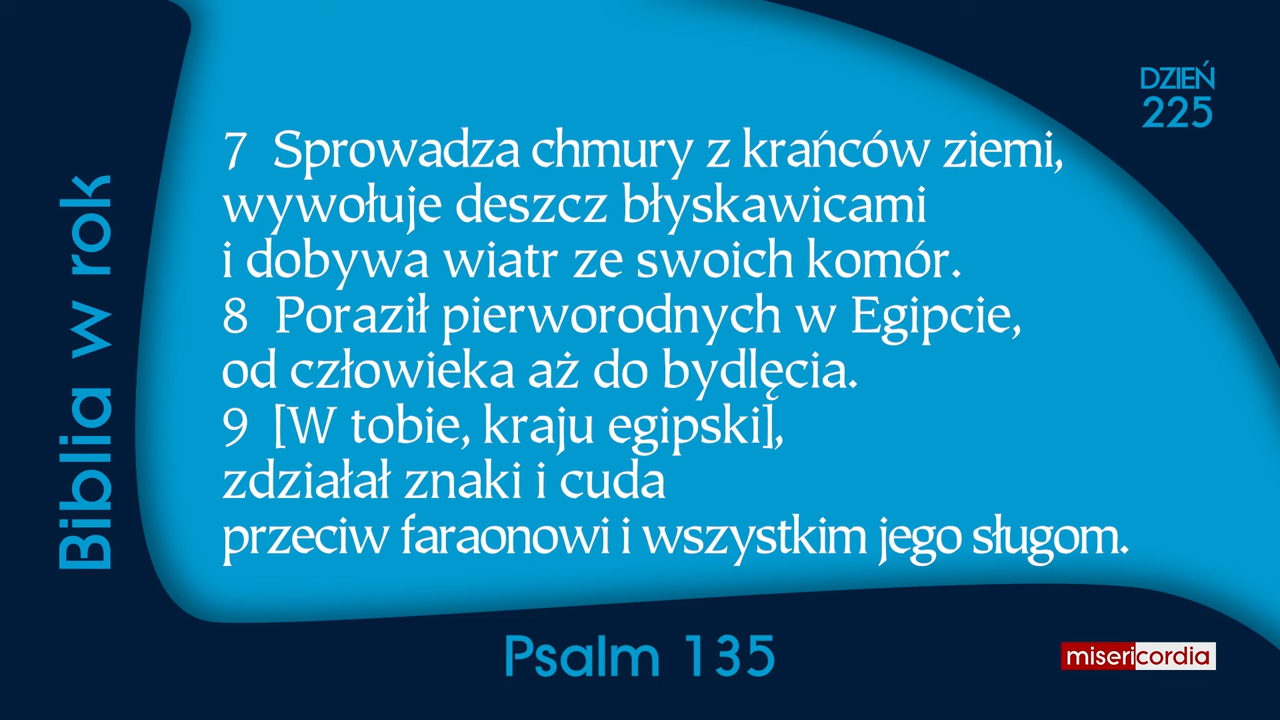 DZIEŃ
225
7 Sprowadza chmury z krańców ziemi,
wywołuje deszcz błyskawicami
i dobywa wiatr ze swoich komór.
8 Poraził pierworodnych w Egipcie,
od człowieka aż do bydlęcia.
9 [W tobie, kraju egipski],
zdziałał znaki i cuda
przeciw faraonowi i wszystkim jego sługom.
Biblia w rok
Psalm 135
misericordia